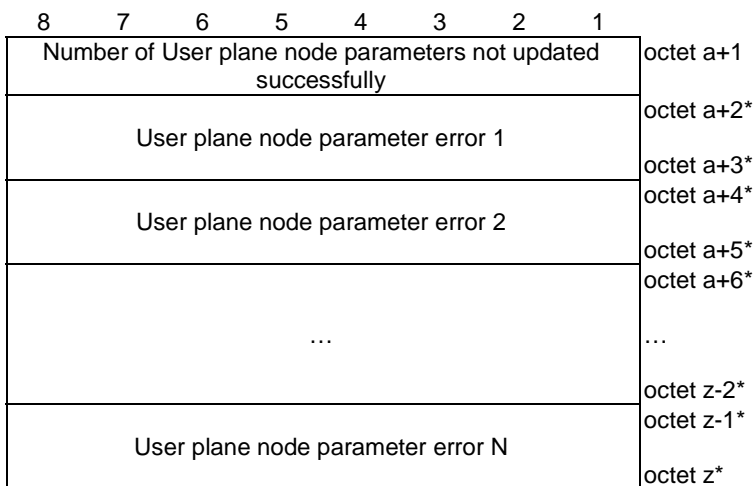 8 7 6 5 4 3 2 1
Number of User plane node parameters not updated
successfully
octet a+1
octet a+2*
User plane node parameter error 1
octet a+3*
octet a+4*
User plane node parameter error 2
octet a+5*
octet a+6*
… …
octet z-2*
octet z-1*
User plane node parameter error N
octet z*